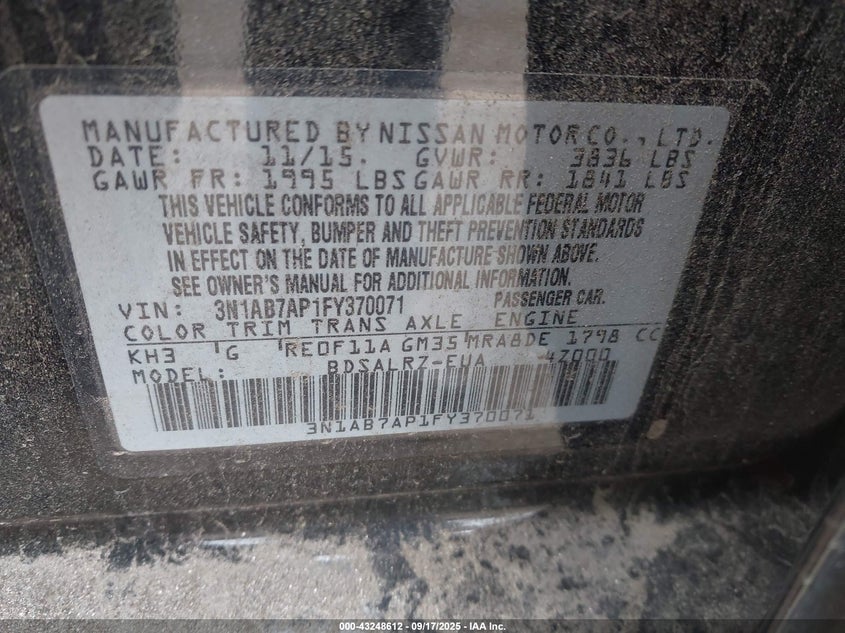 MANUFACTURED BY NISSAN MOTOR CO., LTD.
DATE: 11/15. GVWR: 3836 LBS
GAWR FR: 1995 LBS GAWR RR: 1841 LBS
THIS VEHICLE CONFORMS TO ALL APPLICABLE FEDERAL MOTOR
VEHICLE SAFETY, BUMPER AND THEFT PREVENTION STANDARDS
IN EFFECT ON THE DATE OF MANUFACTURE SHOWN ABOVE.
SEE OWNER'S MANUAL FOR ADDITIONAL INFORMATION.
VIN: 3N1AB7AP1FY370071 PASSENGER CAR.
COLOR TRIM TRANS AXLE ENGINE
KH3 'G 'RE0F11A GM35 MRA8DE 1798 CC
MODEL: BDSALRZ-EUA 4Z000
3N1AB7AP1FY370071
000-43248612 - 09/17/2025 - IAA Inc.